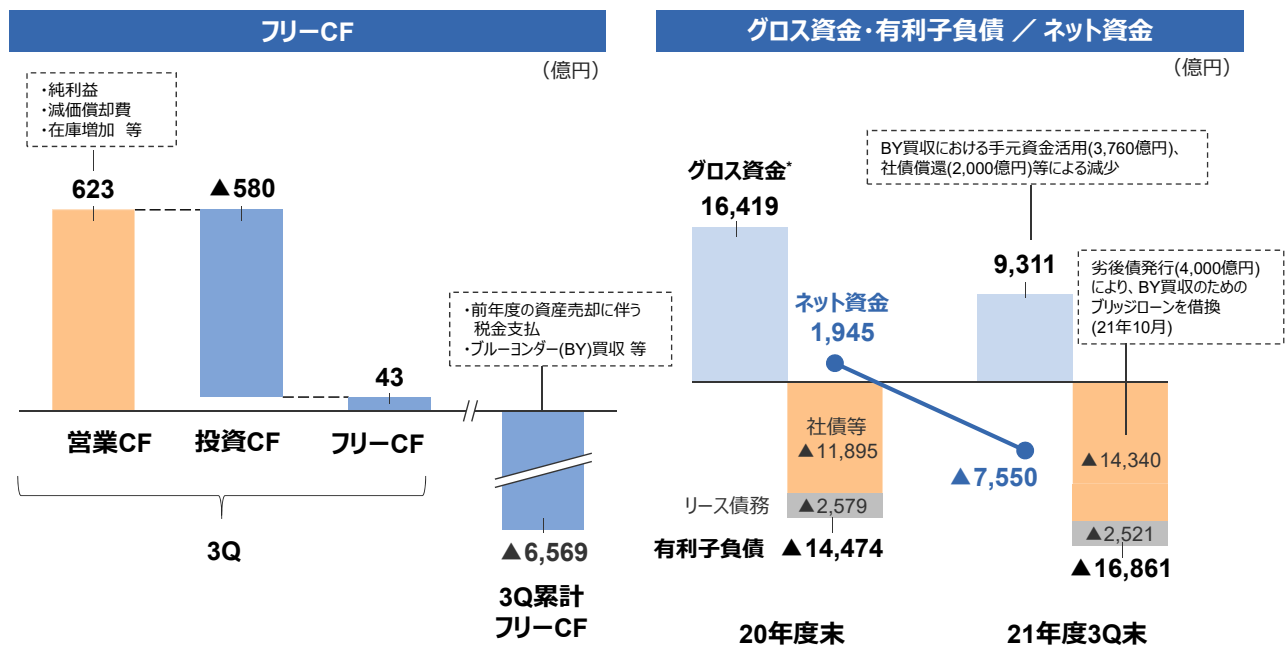 フリーCF
（億円）
・純利益
・減価償却費
・在庫増加 等
623
▲580
43
・前年度の資産売却に伴う
税金支払
・ブルーヨンダー(BY)買収 等
営業CF
投資CF
フリーCF
3Q
▲6,569
3Q累計
フリーCF
グロス資金・有利子負債 ／ ネット資金
（億円）
グロス資金*
16,419
BY買収における手元資金活用(3,760億円)、
社債償還(2,000億円)等による減少
9,311
劣後債発行(4,000億円)
により、BY買収のための
ブリッジローンを借換
(21年10月)
ネット資金
1,945
社債等
▲11,895
▲7,550
▲14,340
リース債務
▲2,579
▲2,521
有利子負債
▲14,474
▲16,861
20年度末
21年度3Q末